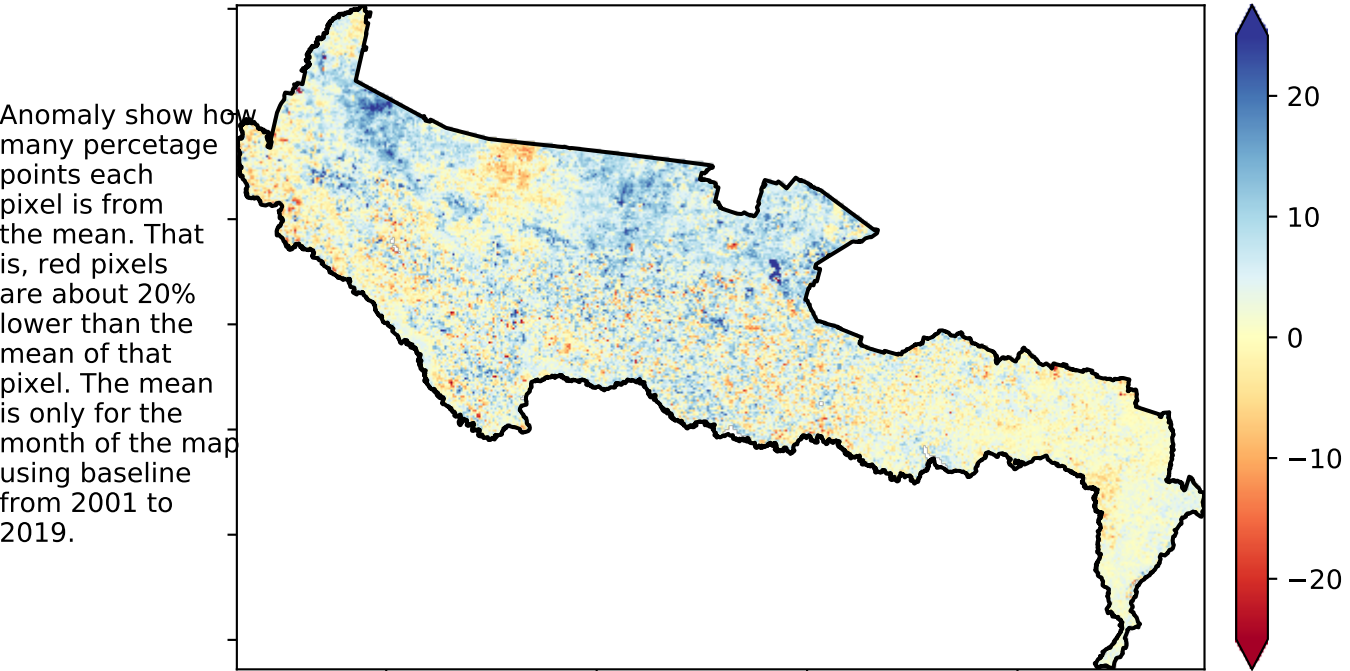 Anomaly show how
many percetage
points each
pixel is from
the mean. That
is, red pixels
are about 20%
lower than the
mean of that
pixel. The mean
is only for the
month of the map
using baseline
from 2001 to
2019.
20
10
0
−10
−20